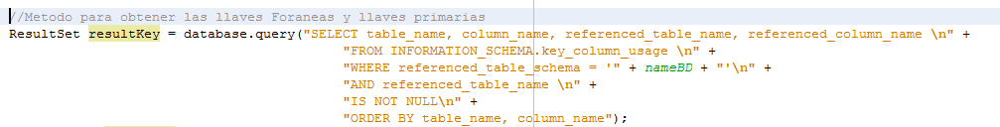 //Metodo para obtener las llaves Foraneas y llaves primarias
ResultSet resultKey = database.query("SELECT table_name, column_name, referenced_table_name, referenced_column_name \n" +
"FROM INFORMATION_SCHEMA.key_column_usage \n" +
"WHERE referenced_table_schema = '" + nameBD + "'\n" +
"AND referenced_table_name \n" +
"IS NOT NULL\n" +
"ORDER BY table_name, column_name");